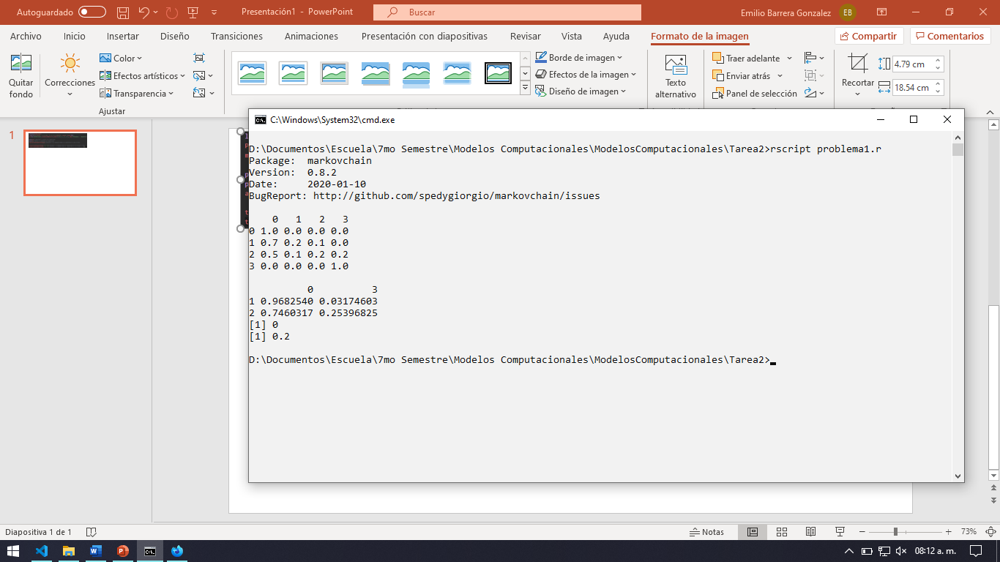 Autoguardado
Presentación1 - PowerPoint
Buscar
Emilio Barrera Gonzalez
EB
Archivo Inicio Insertar Diseño Transiciones Animaciones Presentación con diapositivas Revisar Vista Ayuda Formato de la imagen
Compartir
Comentarios
Quitar fondo
Correcciones
Color
Efectos artísticos
Transparencia
Ajustar
Borde de imagen
Efectos de la imagen
Diseño de imagen
Texto alternativo
Traer adelante
Enviar atrás
Panel de selección
Recortar
4.79 cm
18.54 cm
1
C:\Windows\System32\cmd.exe
D:\Documentos\Escuela\7mo Semestre\Modelos Computacionales\ModelosComputacionales\Tarea2>rscript problema1.r
Package:  markovchain
Version:  0.8.2
Date:     2020-01-10
BugReport: http://github.com/spedygiorgio/markovchain/issues
    0   1   2   3
0 1.0 0.0 0.0 0.0
1 0.7 0.2 0.1 0.0
2 0.5 0.1 0.2 0.2
3 0.0 0.0 0.0 1.0
          0          3
1 0.9682540 0.03174603
2 0.7460317 0.25396825
[1] 0
[1] 0.2
D:\Documentos\Escuela\7mo Semestre\Modelos Computacionales\ModelosComputacionales\Tarea2>
Diapositiva 1 de 1
Notas
73%
08:12 a. m.